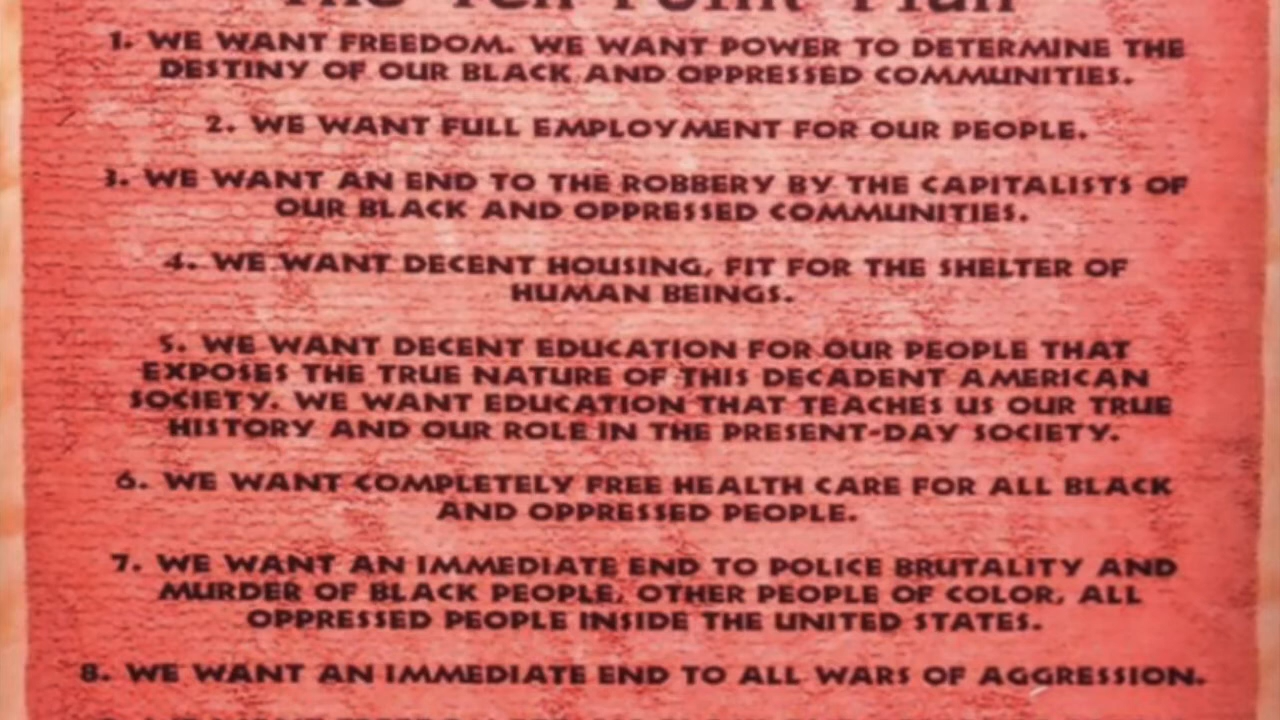 The Ten Point Plan
1. WE WANT FREEDOM. WE WANT POWER TO DETERMINE THE
DESTINY OF OUR BLACK AND OPPRESSED COMMUNITIES.
2. WE WANT FULL EMPLOYMENT FOR OUR PEOPLE.
3. WE WANT AN END TO THE ROBBERY BY THE CAPITALISTS OF
OUR BLACK AND OPPRESSED COMMUNITIES.
4. WE WANT DECENT HOUSING, FIT FOR THE SHELTER OF
HUMAN BEINGS.
5. WE WANT DECENT EDUCATION FOR OUR PEOPLE THAT
EXPOSES THE TRUE NATURE OF THIS DECADENT AMERICAN
SOCIETY. WE WANT EDUCATION THAT TEACHES US OUR TRUE
HISTORY AND OUR ROLE IN THE PRESENT-DAY SOCIETY.
6. WE WANT COMPLETELY FREE HEALTH CARE FOR ALL BLACK
AND OPPRESSED PEOPLE.
7. WE WANT AN IMMEDIATE END TO POLICE BRUTALITY AND
MURDER OF BLACK PEOPLE, OTHER PEOPLE OF COLOR, ALL
OPPRESSED PEOPLE INSIDE THE UNITED STATES.
8. WE WANT AN IMMEDIATE END TO ALL WARS OF AGGRESSION.